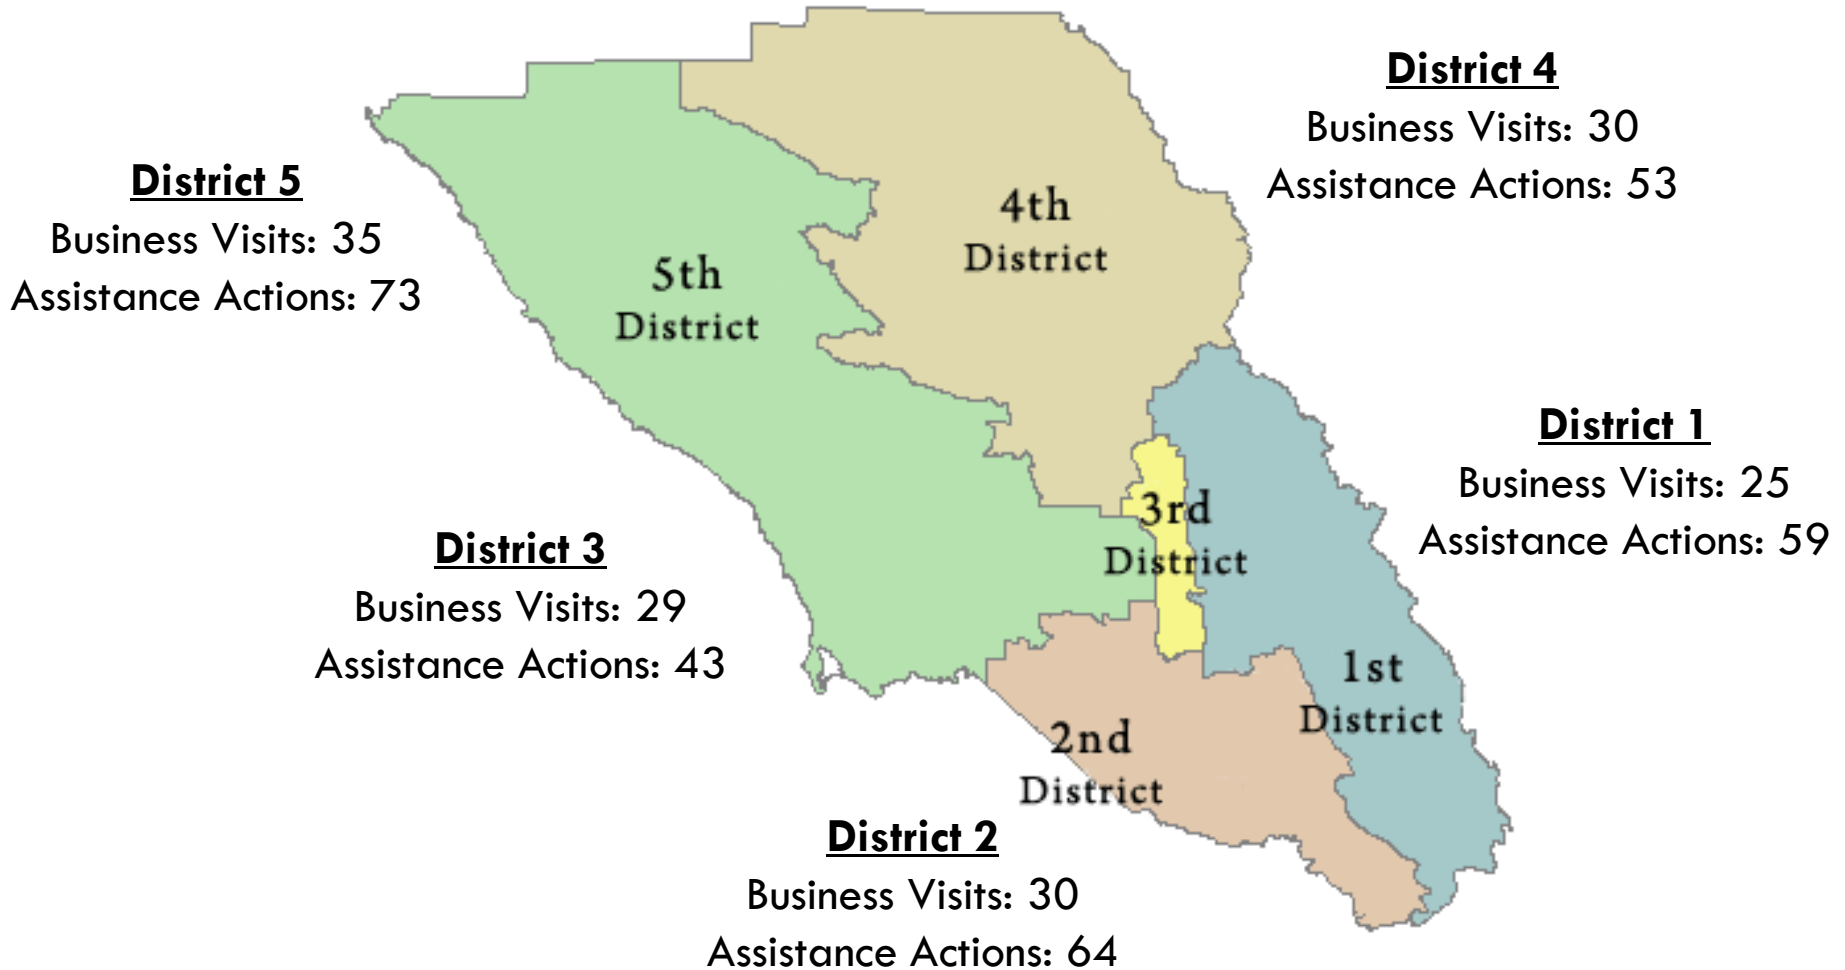 District 4
Business Visits: 30
Assistance Actions: 53
District 5
Business Visits: 35
Assistance Actions: 73
4th
District
5th
District
District 1
Business Visits: 25
Assistance Actions: 59
3rd
District
District 3
Business Visits: 29
Assistance Actions: 43
1st
District
2nd
District
District 2
Business Visits: 30
Assistance Actions: 64